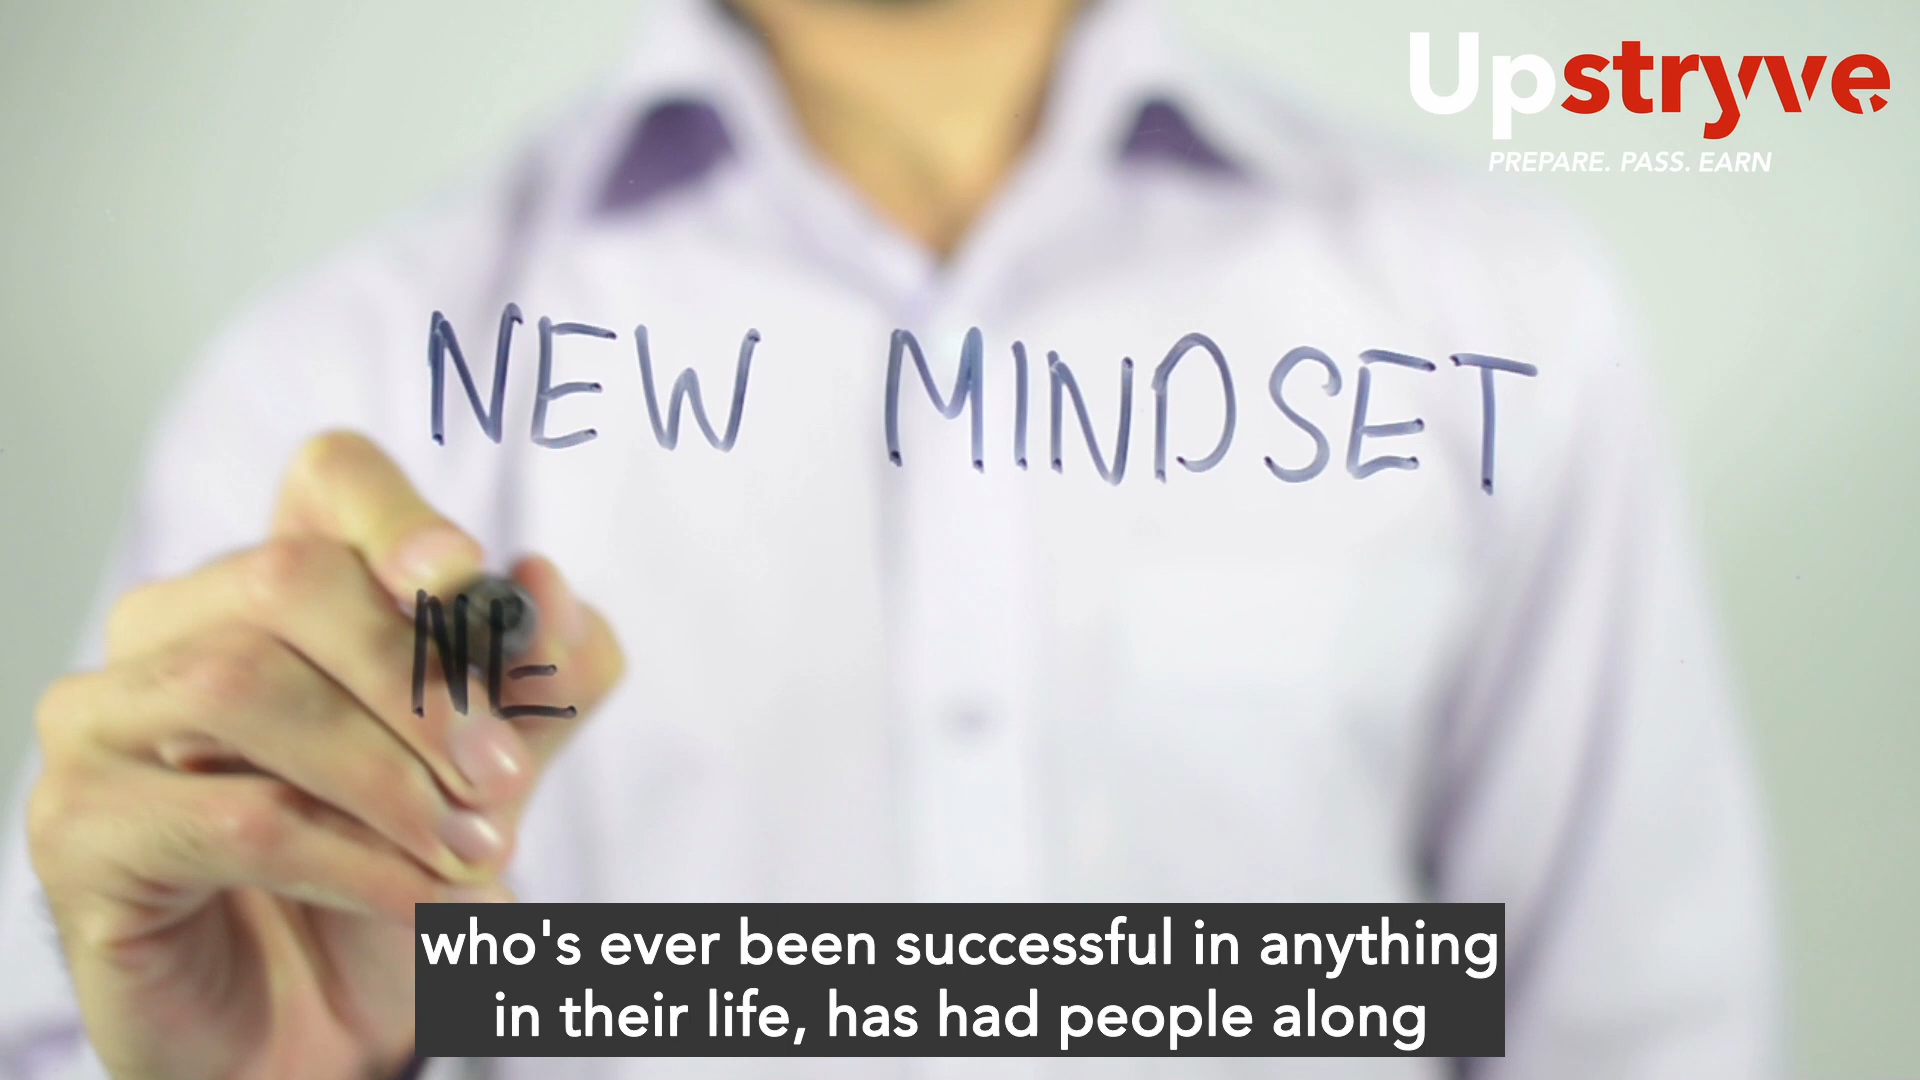 Upstryve
PREPARE. PASS. EARN
NEW MINDSET
NE
who's ever been successful in anything
in their life, has had people along